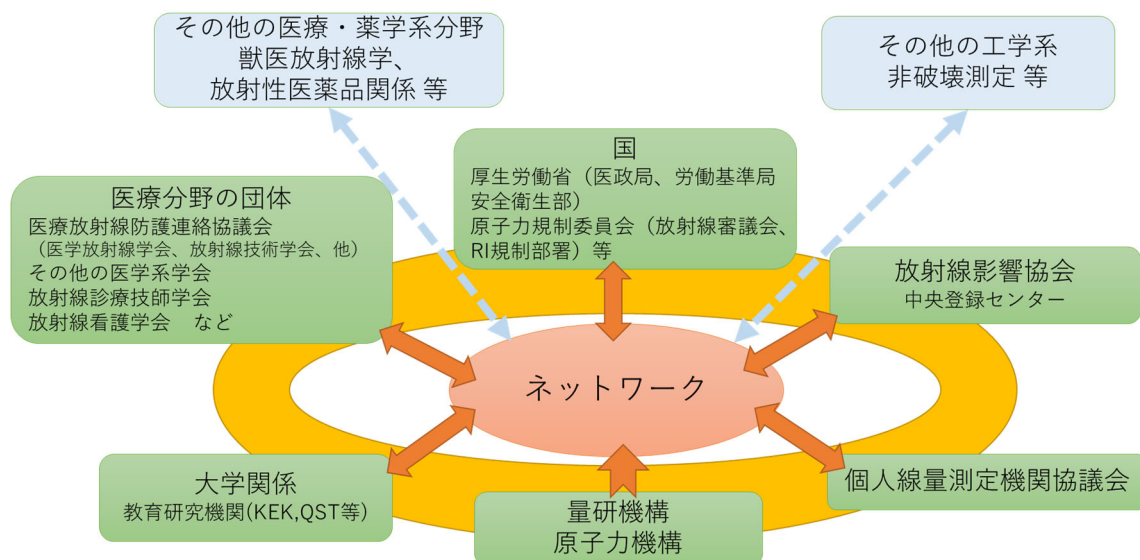 その他の医療・薬学系分野
獣医放射線学、
放射性医薬品関係 等
その他の工学系
非破壊測定 等
国
厚生労働省（医政局、労働基準局
安全衛生部）
原子力規制委員会（放射線審議会、
RI規制部署）等
医療分野の団体
医療放射線防護連絡協議会
（医学放射線学会、放射線技術学会、他）
その他の医学系学会
放射線診療技師学会
放射線看護学会　など
放射線影響協会
中央登録センター
ネットワーク
大学関係
教育研究機関(KEK,QST等)
量研機構
原子力機構
個人線量測定機関協議会